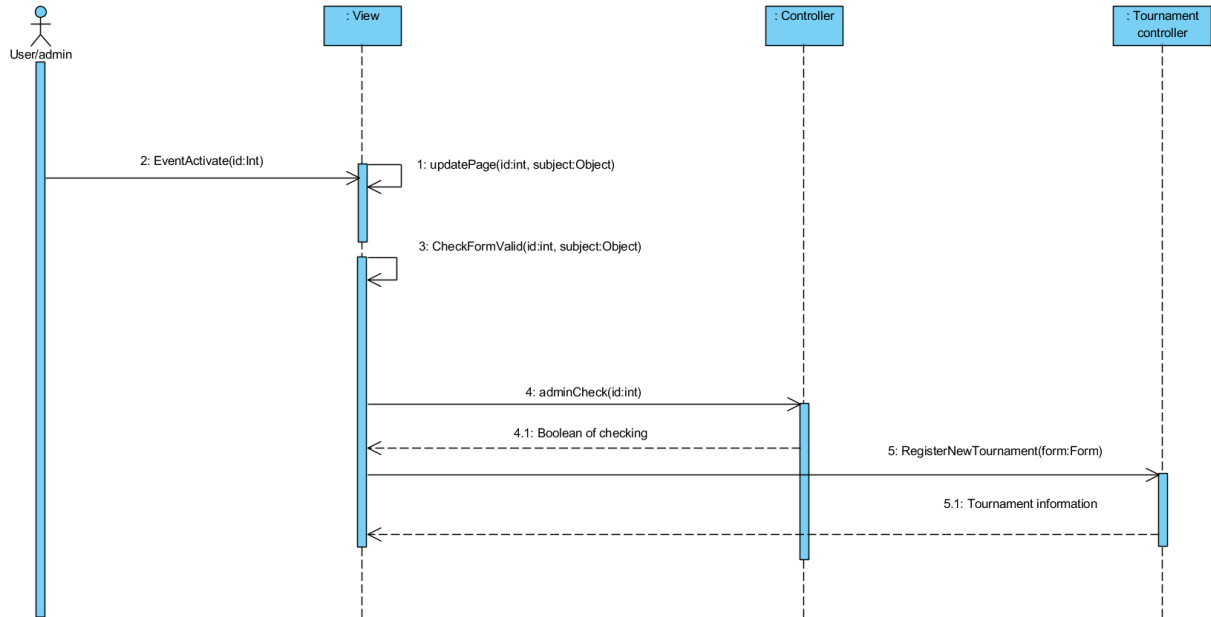 : View
: Controller
: Tournament
controller
User/admin
2: EventActivate(id:Int)
1: updatePage(id:int, subject:Object)
3: CheckFormValid(id:int, subject:Object)
4: adminCheck(id:int)
4.1: Boolean of checking
5: RegisterNewTournament(form:Form)
5.1: Tournament information